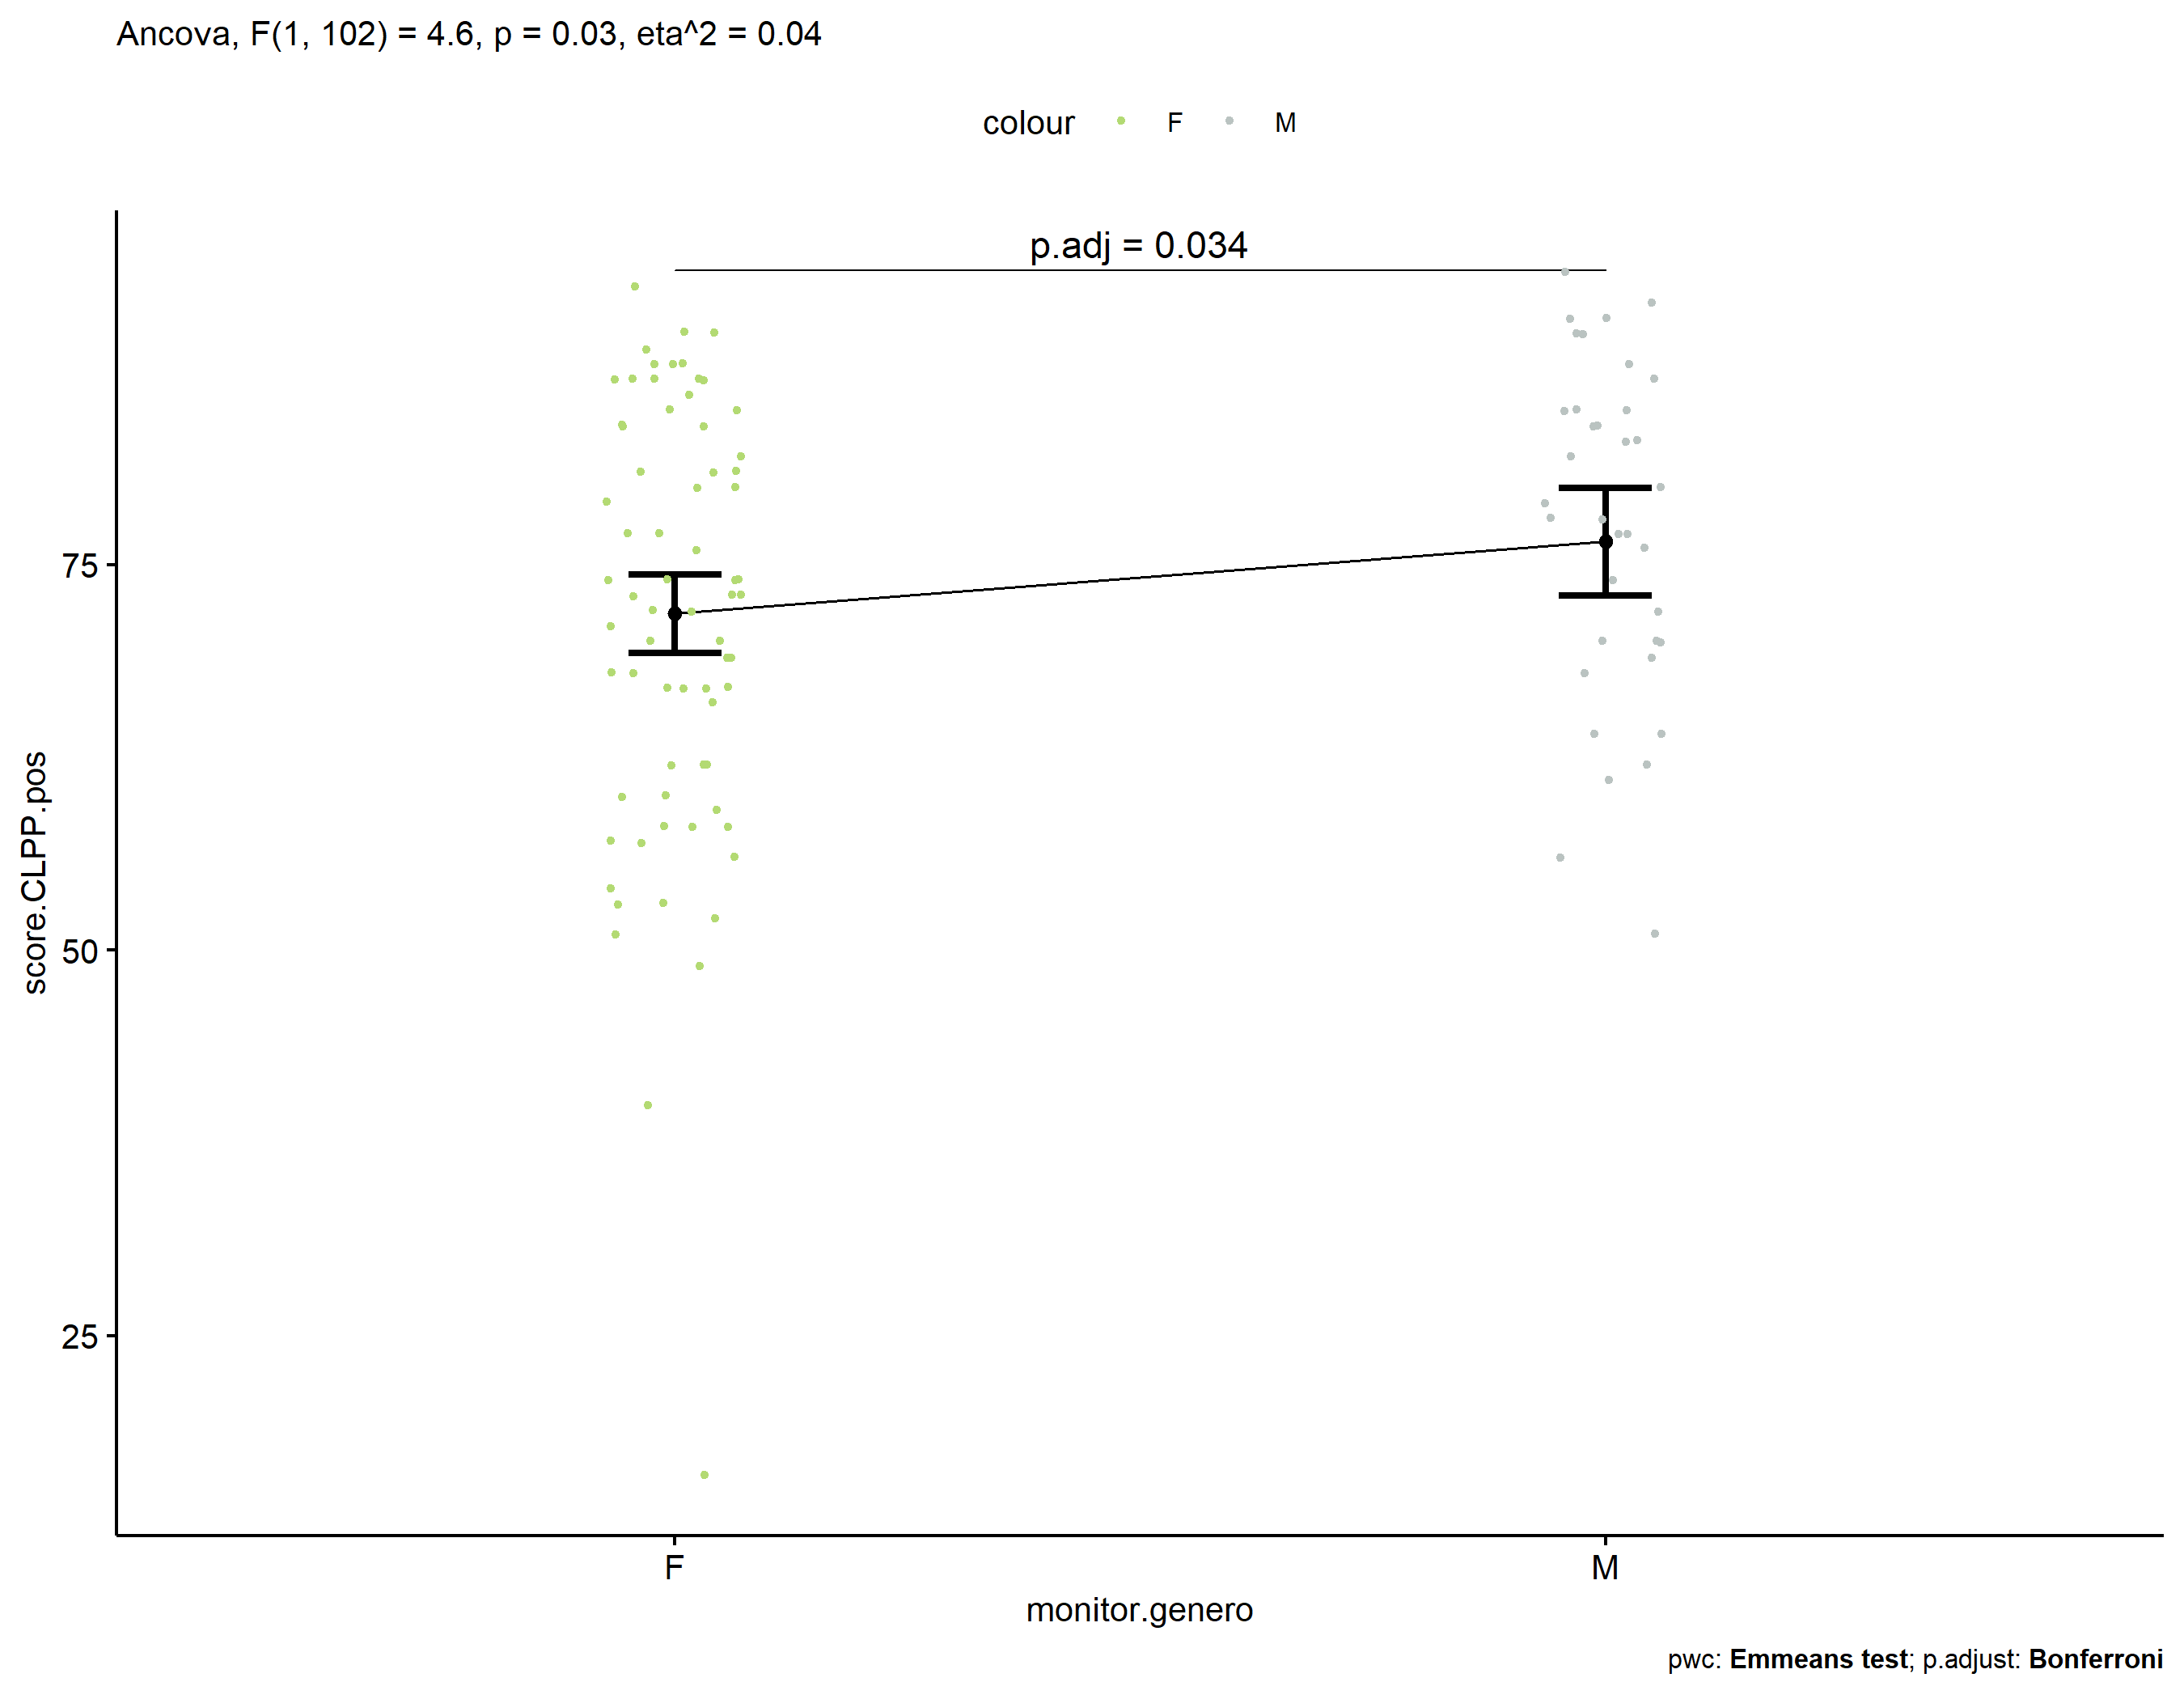 Ancova, F(1, 102) = 4.6, p = 0.03, eta^2 = 0.04
colour F M
p.adj = 0.034
75
50
25
score.CLPP.pos
F M
monitor.genero
pwc: Emmeans test; p.adjust: Bonferroni